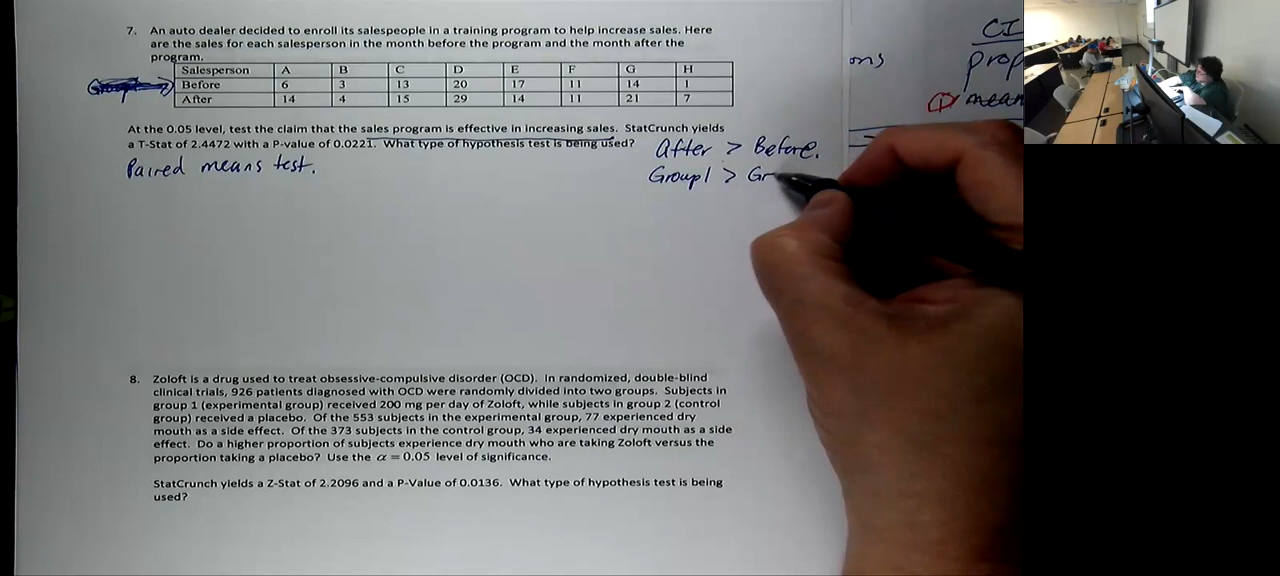 7. An auto dealer decided to enroll its salespeople in a training program to help increase sales. Here
are the sales for each salesperson in the month before the program and the month after the
program.
Salesperson A B C D E F G H
Before 6 3 13 20 17 11 14 1
After 14 4 15 29 14 11 21 7
At the 0.05 level, test the claim that the sales program is effective in increasing sales. StatCrunch yields
a T-Stat of 2.4472 with a P-value of 0.0221. What type of hypothesis test is being used?
After > Before.
Paired means test.
Group 1 > Gr
8. Zoloft is a drug used to treat obsessive-compulsive disorder (OCD). In randomized, double-blind
clinical trials, 926 patients diagnosed with OCD were randomly divided into two groups. Subjects in
group 1 (experimental group) received 200 mg per day of Zoloft, while subjects in group 2 (control
group) received a placebo. Of the 553 subjects in the experimental group, 77 experienced dry
mouth as a side effect. Of the 373 subjects in the control group, 34 experienced dry mouth as a side
effect. Do a higher proportion of subjects experience dry mouth who are taking Zoloft versus the
proportion taking a placebo? Use the α = 0.05 level of significance.
StatCrunch yields a Z-Stat of 2.2096 and a P-Value of 0.0136. What type of hypothesis test is being
used?
CI
ons prop
① mean